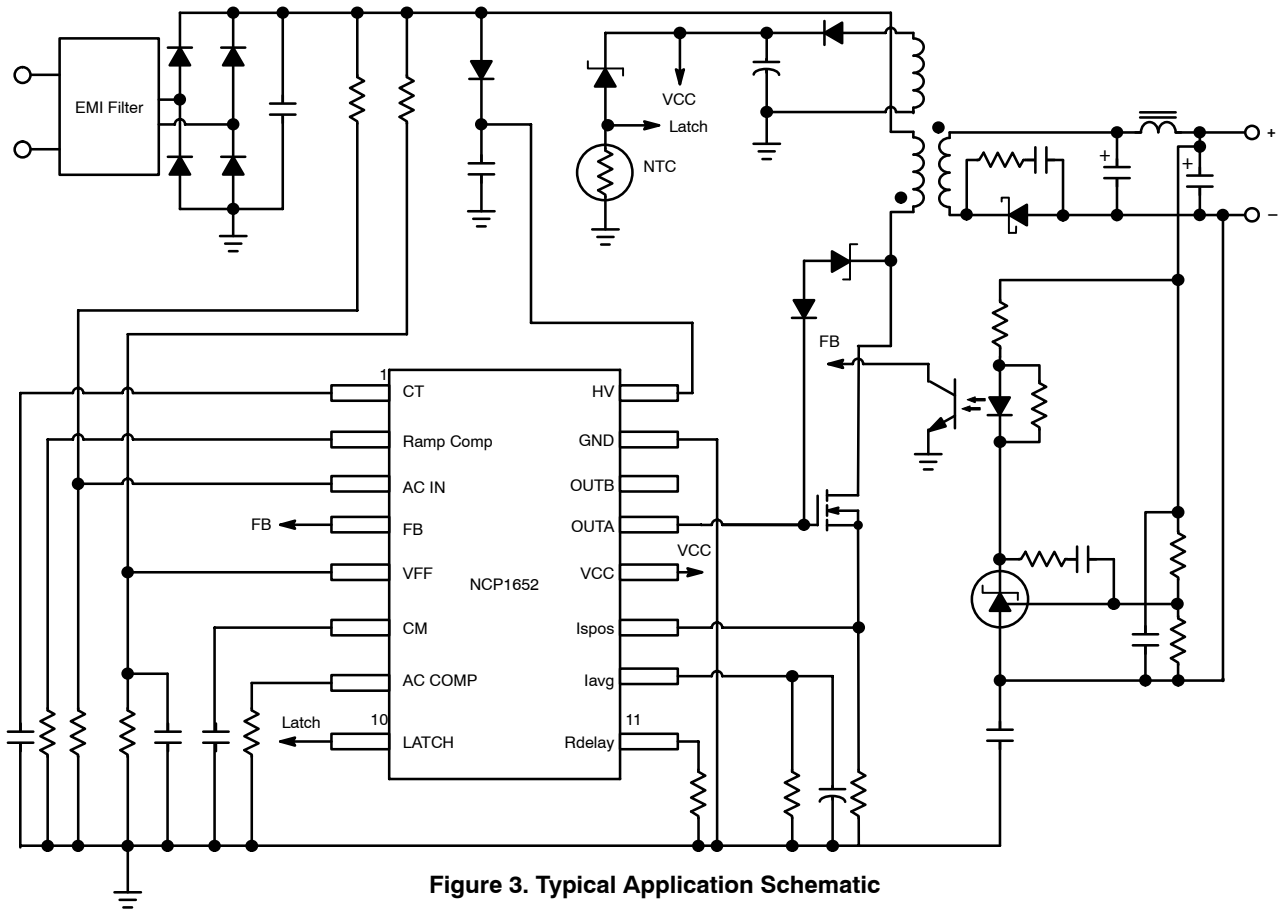 EMI Filter
VCC
Latch
NTC
+
+
+
−
FB
1
CT
HV
Ramp Comp
GND
AC IN
OUTB
FB
FB
OUTA
VCC
VFF
NCP1652
VCC
CM
Ispos
AC COMP
Iavg
Latch
10
11
LATCH
Rdelay
Figure 3. Typical Application Schematic